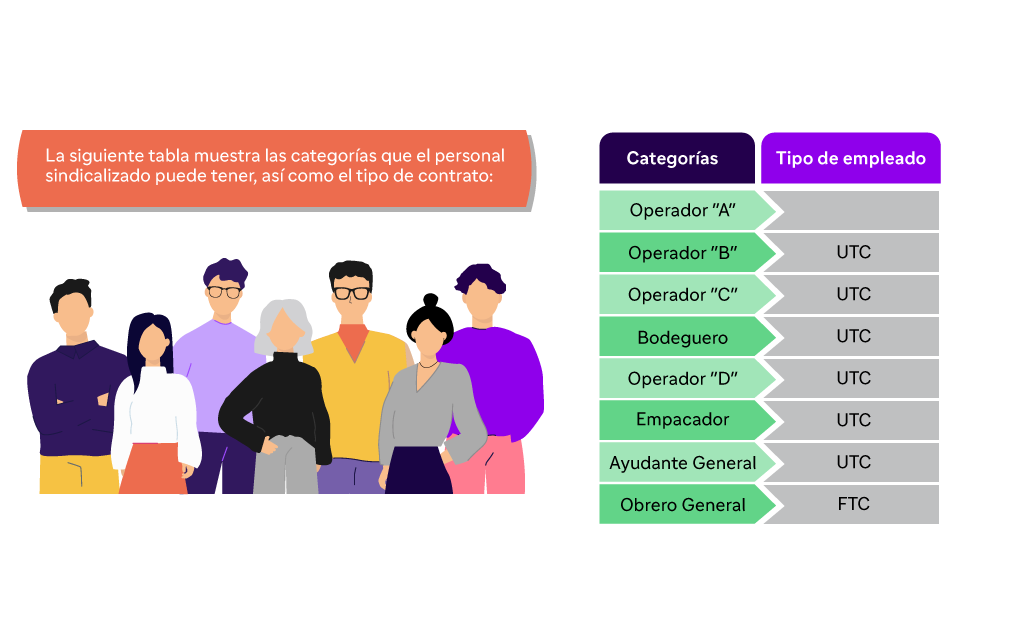 La siguiente tabla muestra las categorías que el personal
sindicalizado puede tener, así como el tipo de contrato:
Categorías Tipo de empleado
Operador "A"
Operador "B" UTC
Operador "C" UTC
Bodeguero UTC
Operador "D" UTC
Empacador UTC
Ayudante General UTC
Obrero General FTC